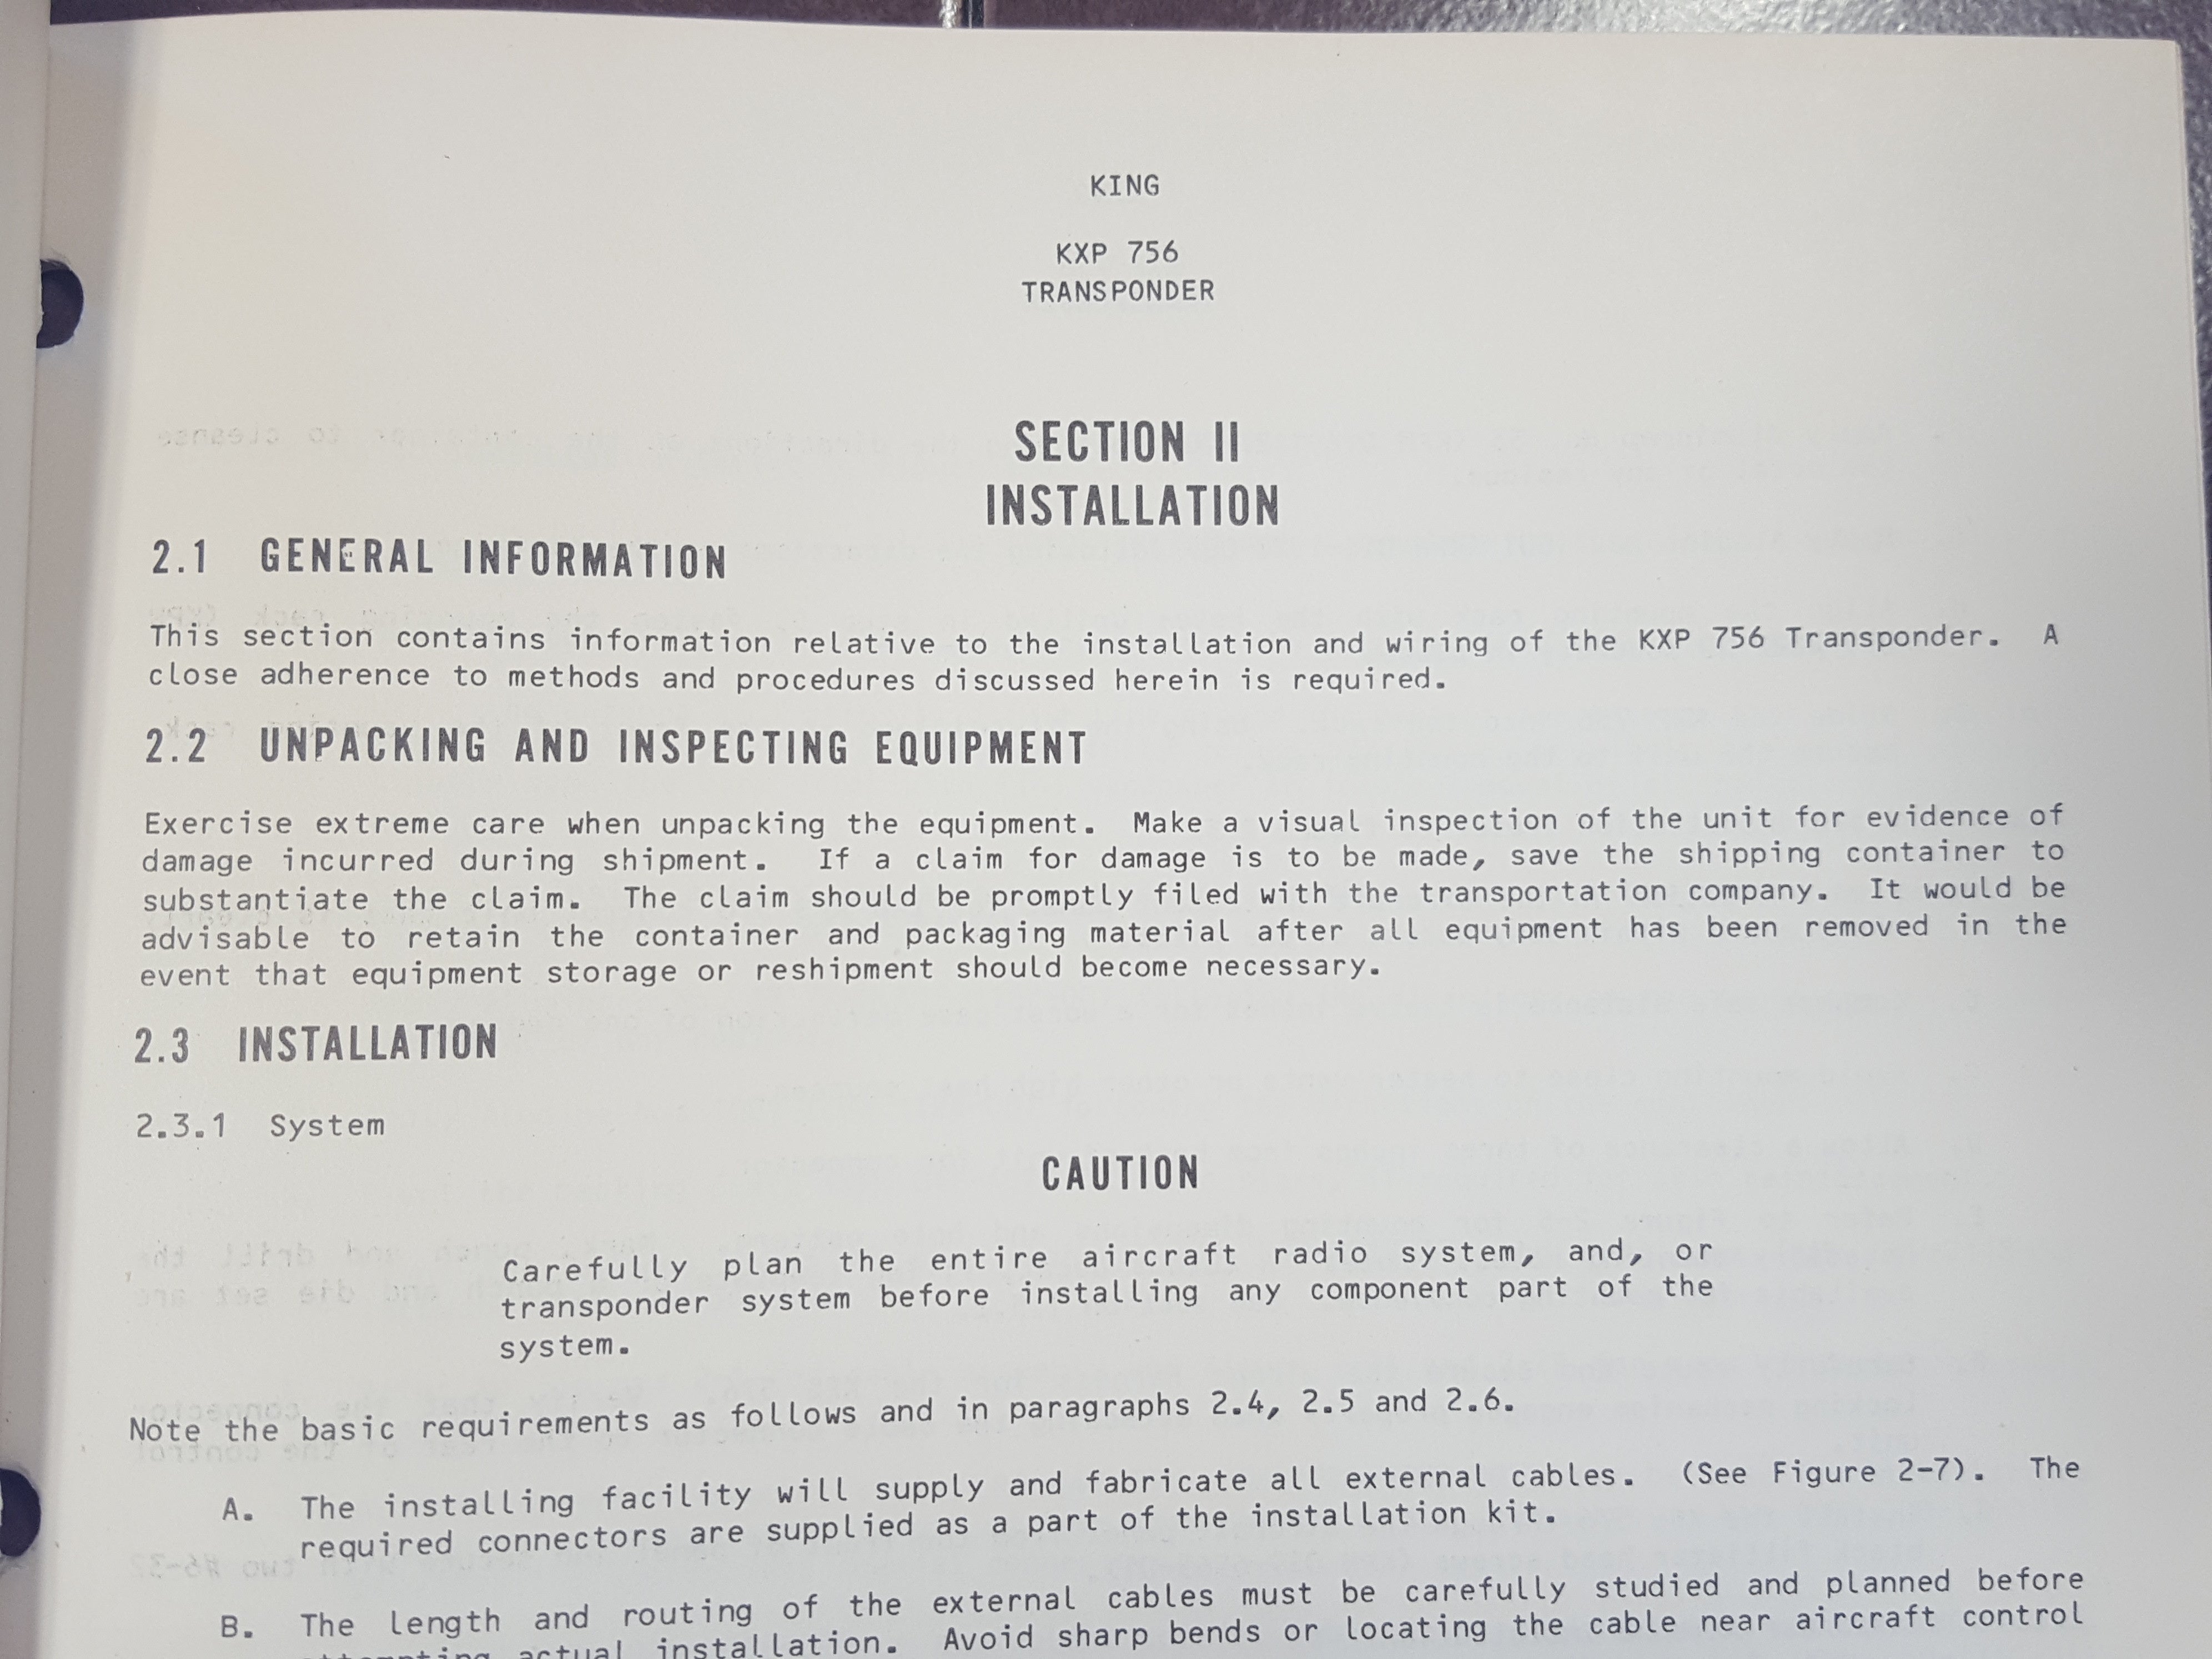 KING
KXP 756
TRANSPONDER
SECTION II
INSTALLATION
2.1 GENERAL INFORMATION
This section contains information relative to the installation and wiring of the KXP 756 Transponder. A
close adherence to methods and procedures discussed herein is required.
2.2 UNPACKING AND INSPECTING EQUIPMENT
Exercise extreme care when unpacking the equipment. Make a visual inspection of the unit for evidence of
damage incurred during shipment. If a claim for damage is to be made, save the shipping container to
substantiate the claim. The claim should be promptly filed with the transportation company. It would be
advisable to retain the container and packaging material after all equipment has been removed in the
event that equipment storage or reshipment should become necessary.
2.3 INSTALLATION
2.3.1 System
CAUTION
Carefully plan the entire aircraft radio system, and, or
transponder system before installing any component part of the
system.
Note the basic requirements as follows and in paragraphs 2.4, 2.5 and 2.6.
A. The installing facility will supply and fabricate all external cables. (See Figure 2-7). The
required connectors are supplied as a part of the installation kit.
B. The length and routing of the external cables must be carefully studied and planned before
attempting actual installation. Avoid sharp bends or locating the cable near aircraft control